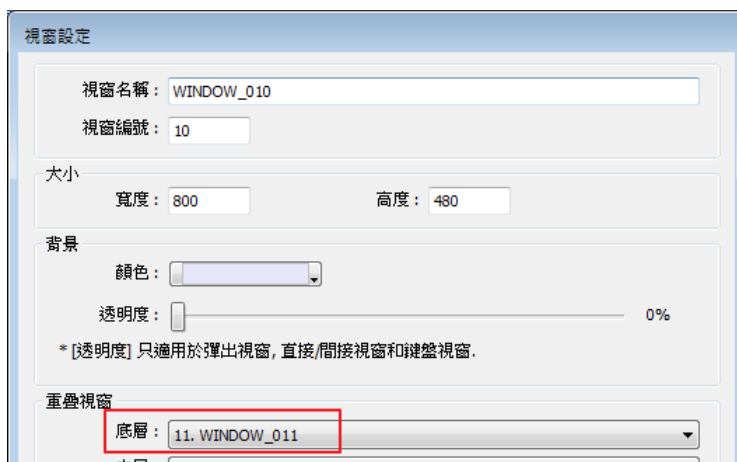 視窗設定
視窗名稱： WINDOW_010
視窗編號： 10
大小
寬度： 800 高度： 480
背景
顏色：
透明度： 0%
* [透明度] 只適用於彈出視窗, 直接/間接視窗和鍵盤視窗.
重疊視窗
底層： 11. WINDOW_011